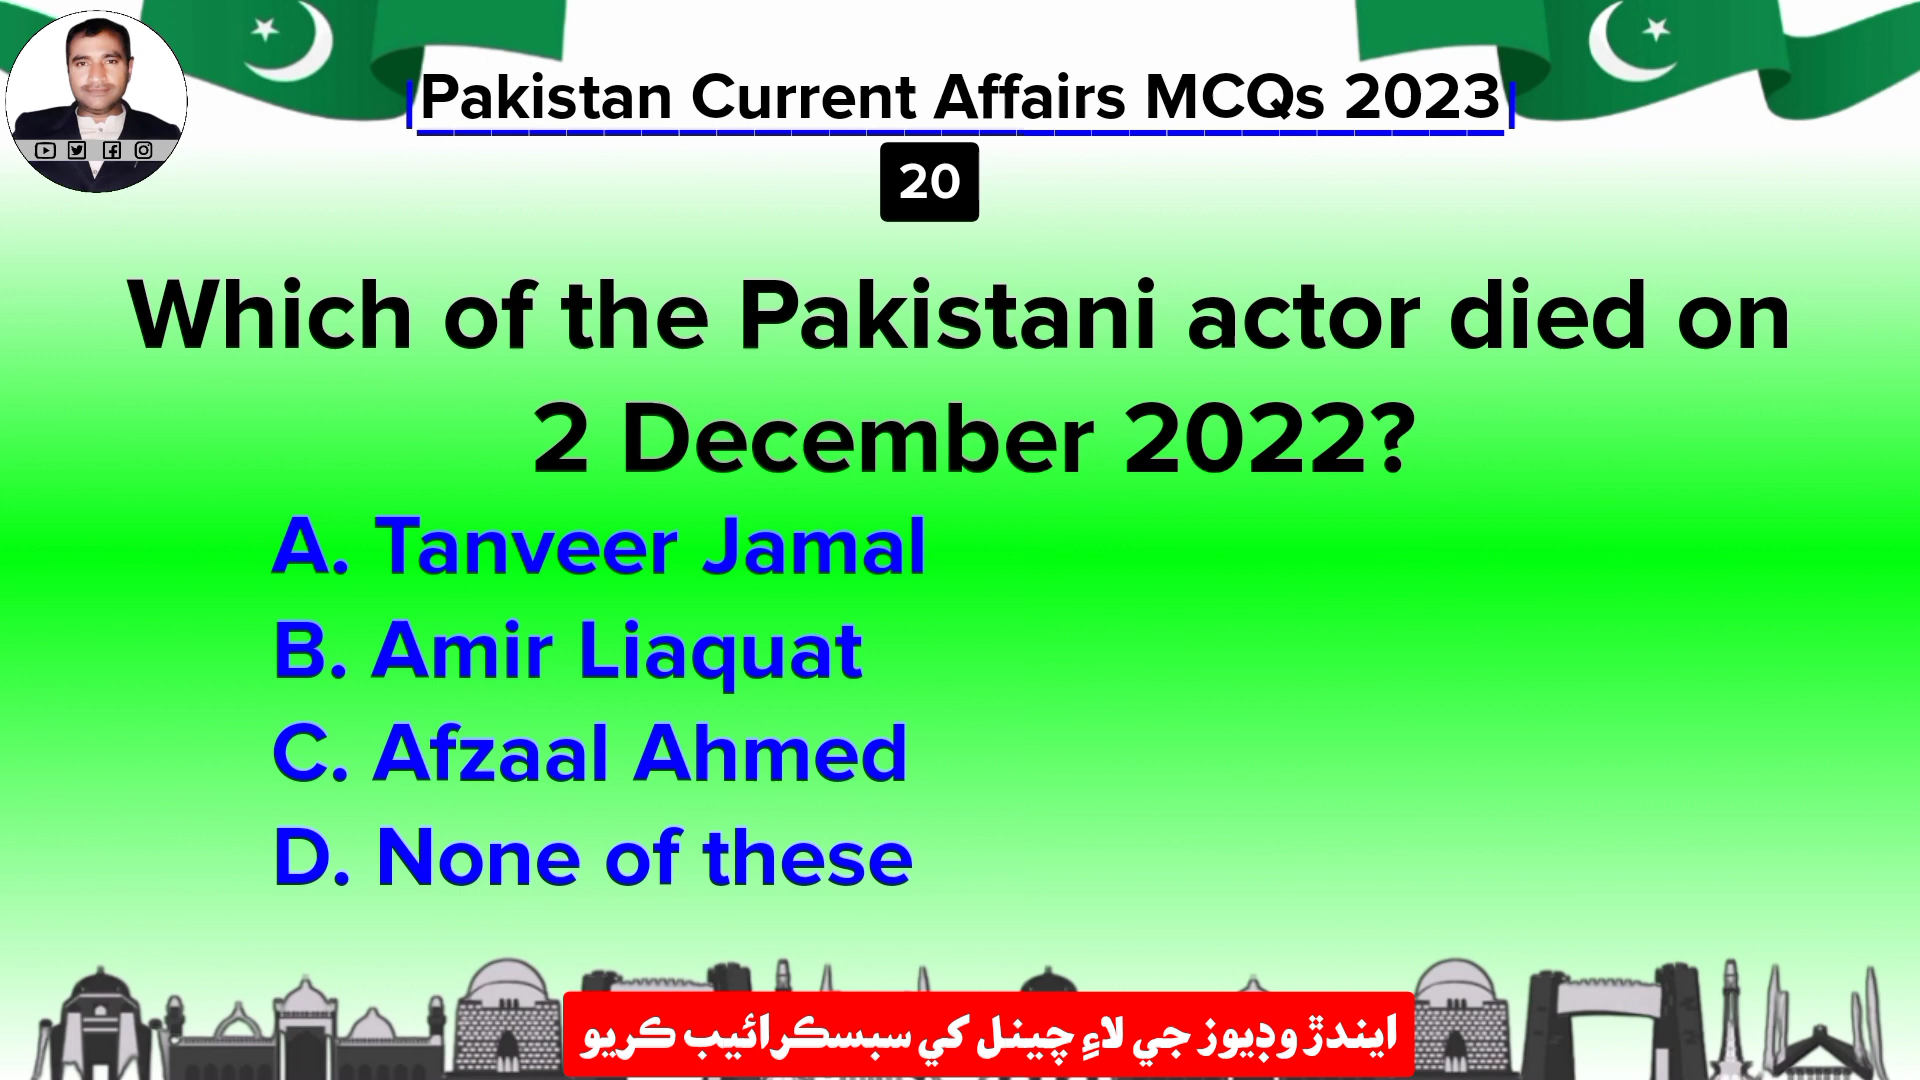 Pakistan Current Affairs MCQs 2023
20
Which of the Pakistani actor died on
2 December 2022?
A. Tanveer Jamal
B. Amir Liaquat
C. Afzaal Ahmed
D. None of these
ايندڙ وڊيوز جي لاءِ چينل کي سبسڪرائيب ڪريو